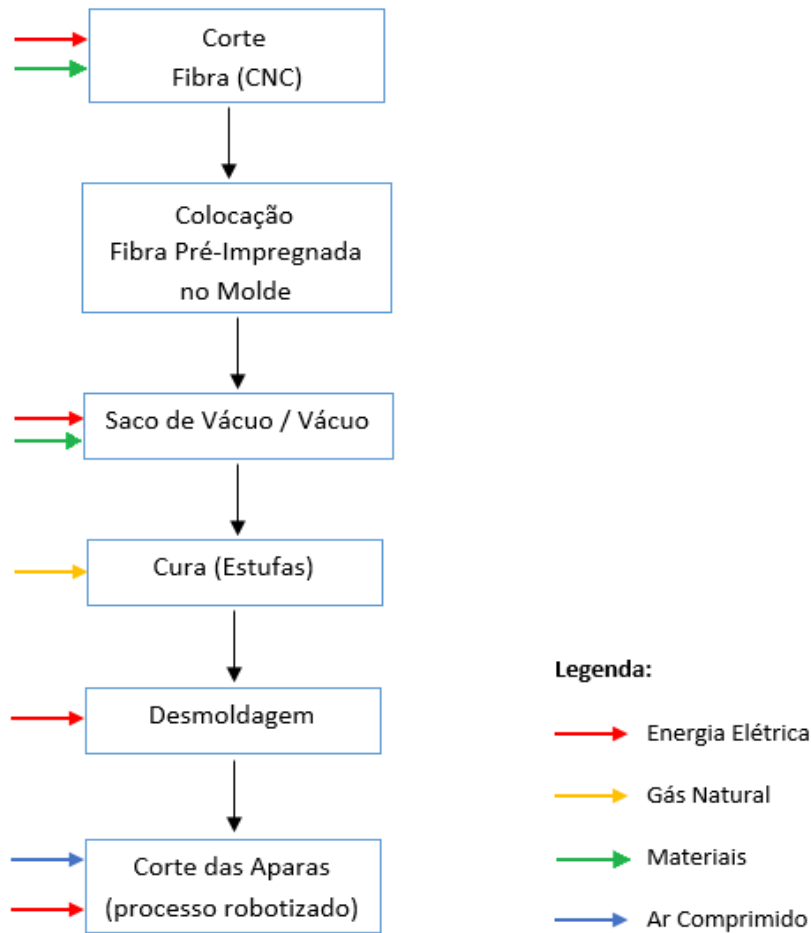 Corte
Fibra (CNC)
Colocação
Fibra Pré-Impregnada
no Molde
Saco de Vácuo / Vácuo
Cura (Estufas)
Desmoldagem
Corte das Aparas
(processo robotizado)
Legenda:
Energia Elétrica
Gás Natural
Materiais
Ar Comprimido